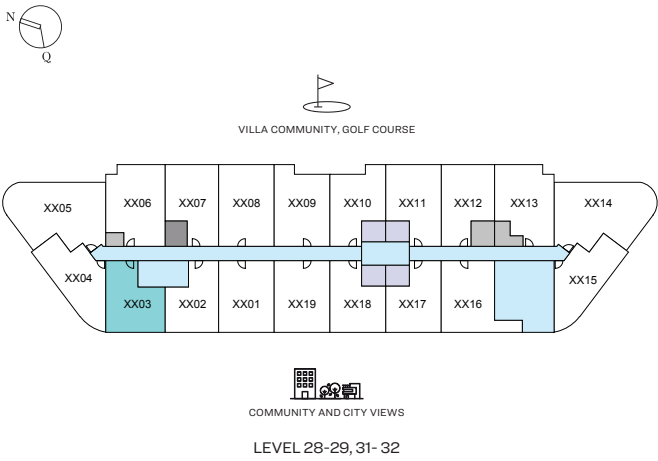 N
Q
VILLA COMMUNITY, GOLF COURSE
XX05 XX06 XX07 XX08 XX09 XX10 XX11 XX12 XX13 XX14
XX04 XX03 XX02 XX01 XX19 XX18 XX17 XX16 XX15
COMMUNITY AND CITY VIEWS
LEVEL 28-29, 31- 32